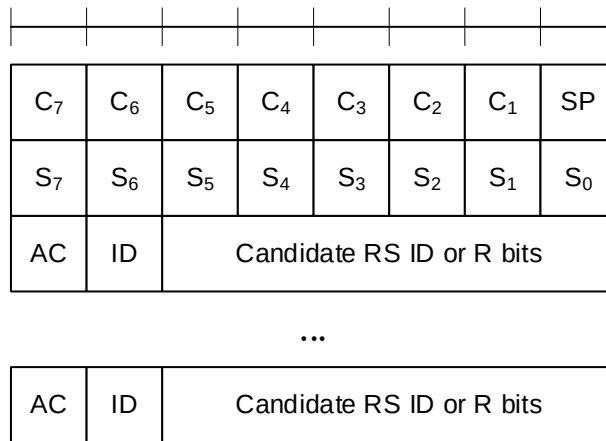 C₇ C₆ C₅ C₄ C₃ C₂ C₁ SP
S₇ S₆ S₅ S₄ S₃ S₂ S₁ S₀
AC ID Candidate RS ID or R bits
...
AC ID Candidate RS ID or R bits